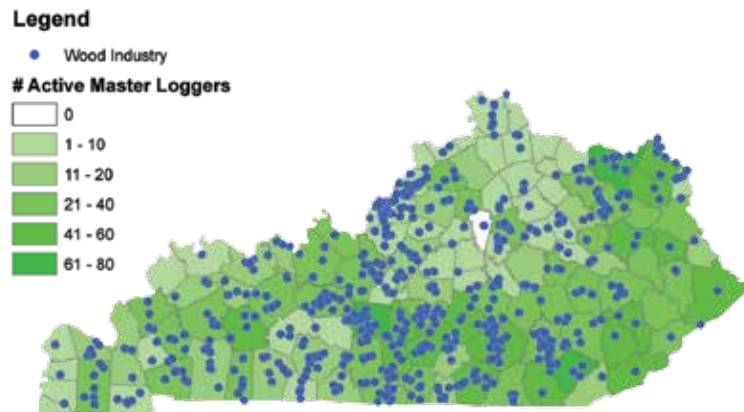 Legend
Wood Industry
# Active Master Loggers
0
1 - 10
11 - 20
21 - 40
41 - 60
61 - 80